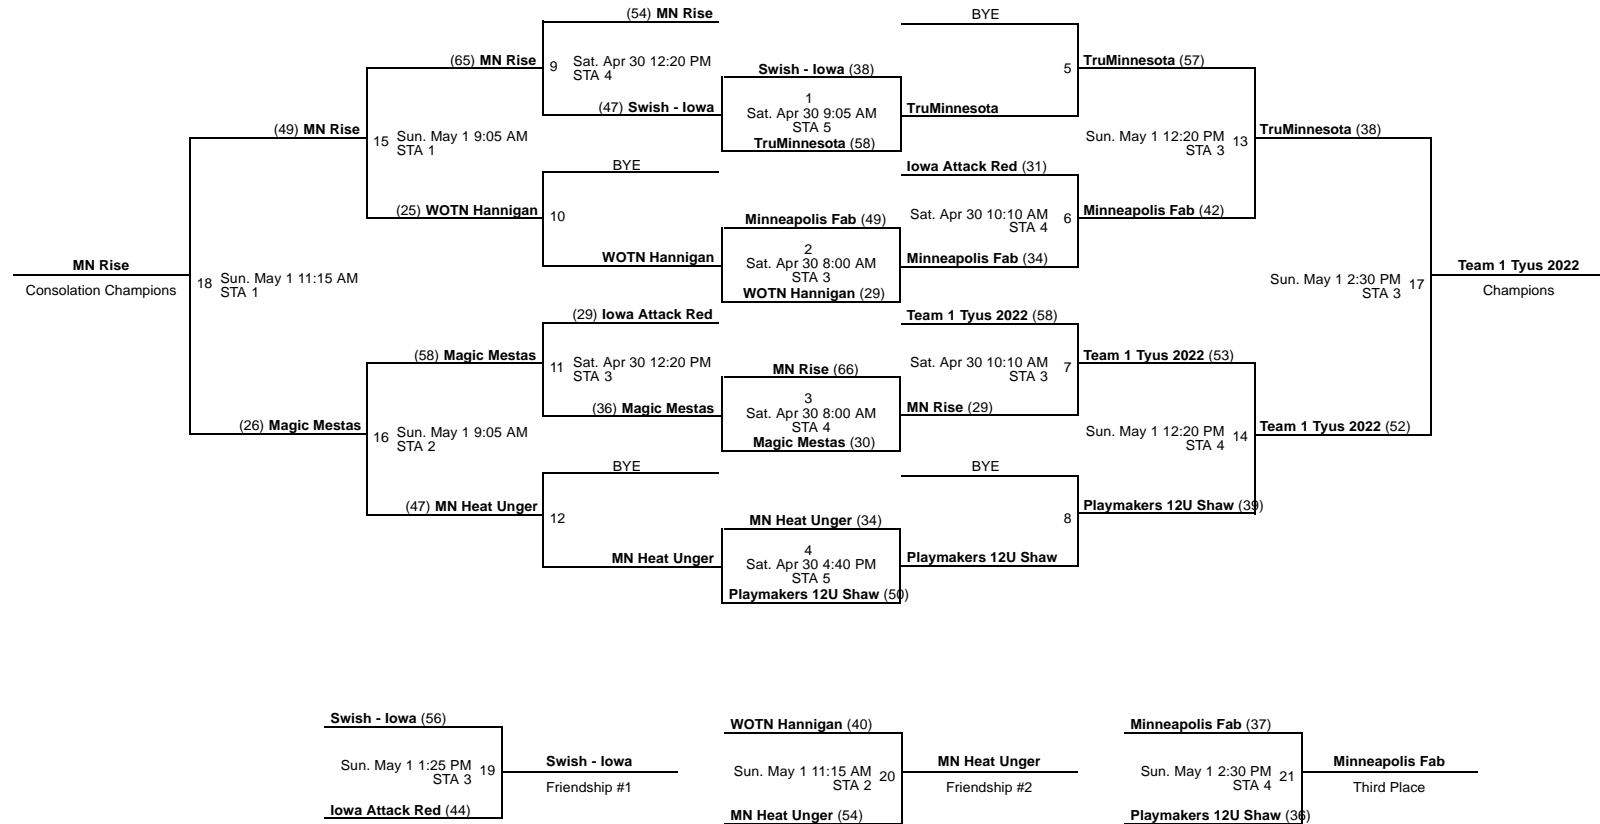 (54) MN Rise
BYE
(65) MN Rise
9 Sat. Apr 30 12:20 PM
STA 4
Swish - Iowa (38)
5
TruMinnesota (57)
(47) Swish - Iowa
1
Sat. Apr 30 9:05 AM
STA 5
TruMinnesota
TruMinnesota (58)
(49) MN Rise
15 Sun. May 1 9:05 AM
STA 1
Sun. May 1 12:20 PM 13
STA 3
TruMinnesota (38)
BYE
Iowa Attack Red (31)
(25) WOTN Hannigan
10
Minneapolis Fab (49)
Sat. Apr 30 10:10 AM 6
STA 4
Minneapolis Fab (42)
WOTN Hannigan
2
Sat. Apr 30 8:00 AM
STA 3
Minneapolis Fab (34)
WOTN Hannigan (29)
MN Rise
Consolation Champions
18 Sun. May 1 11:15 AM
STA 1
Sun. May 1 2:30 PM 17
STA 3
Team 1 Tyus 2022
Champions
(29) Iowa Attack Red
Team 1 Tyus 2022 (58)
(58) Magic Mestas
11 Sat. Apr 30 12:20 PM
STA 3
MN Rise (66)
Sat. Apr 30 10:10 AM 7
STA 3
Team 1 Tyus 2022 (53)
(36) Magic Mestas
3
Sat. Apr 30 8:00 AM
STA 4
MN Rise (29)
Magic Mestas (30)
(26) Magic Mestas
16 Sun. May 1 9:05 AM
STA 2
Sun. May 1 12:20 PM 14
STA 4
Team 1 Tyus 2022 (52)
BYE
BYE
(47) MN Heat Unger
12
MN Heat Unger (34)
8
Playmakers 12U Shaw (39)
MN Heat Unger
4
Sat. Apr 30 4:40 PM
STA 5
Playmakers 12U Shaw
Playmakers 12U Shaw (50)
Swish - Iowa (56)
Sun. May 1 1:25 PM 19
STA 3
Swish - Iowa
Friendship #1
Iowa Attack Red (44)
WOTN Hannigan (40)
Sun. May 1 11:15 AM 20
STA 2
MN Heat Unger
Friendship #2
MN Heat Unger (54)
Minneapolis Fab (37)
Sun. May 1 2:30 PM 21
STA 4
Minneapolis Fab
Third Place
Playmakers 12U Shaw (36)